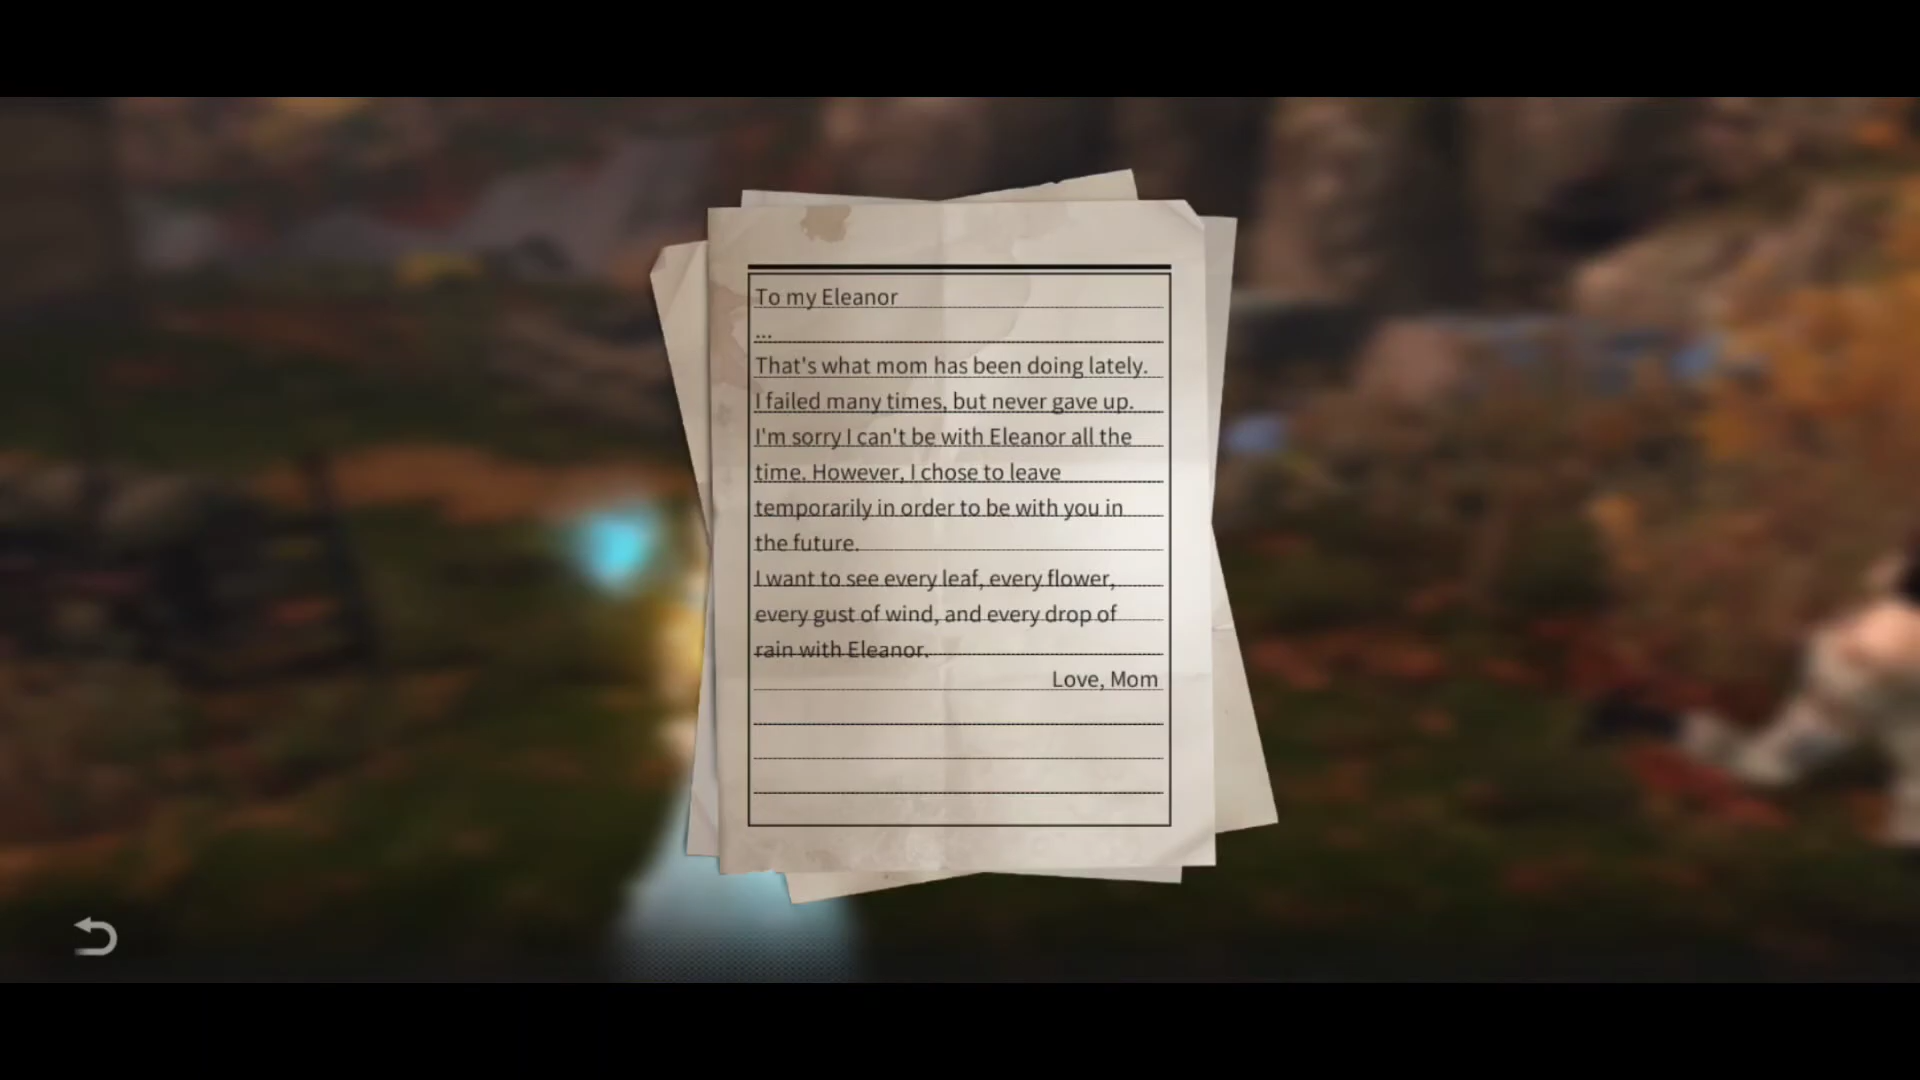 To my Eleanor
...
That's what mom has been doing lately.
I failed many times, but never gave up.
I'm sorry I can't be with Eleanor all the
time. However, I chose to leave
temporarily in order to be with you in
the future.
I want to see every leaf, every flower,
every gust of wind, and every drop of
rain with Eleanor.
Love, Mom